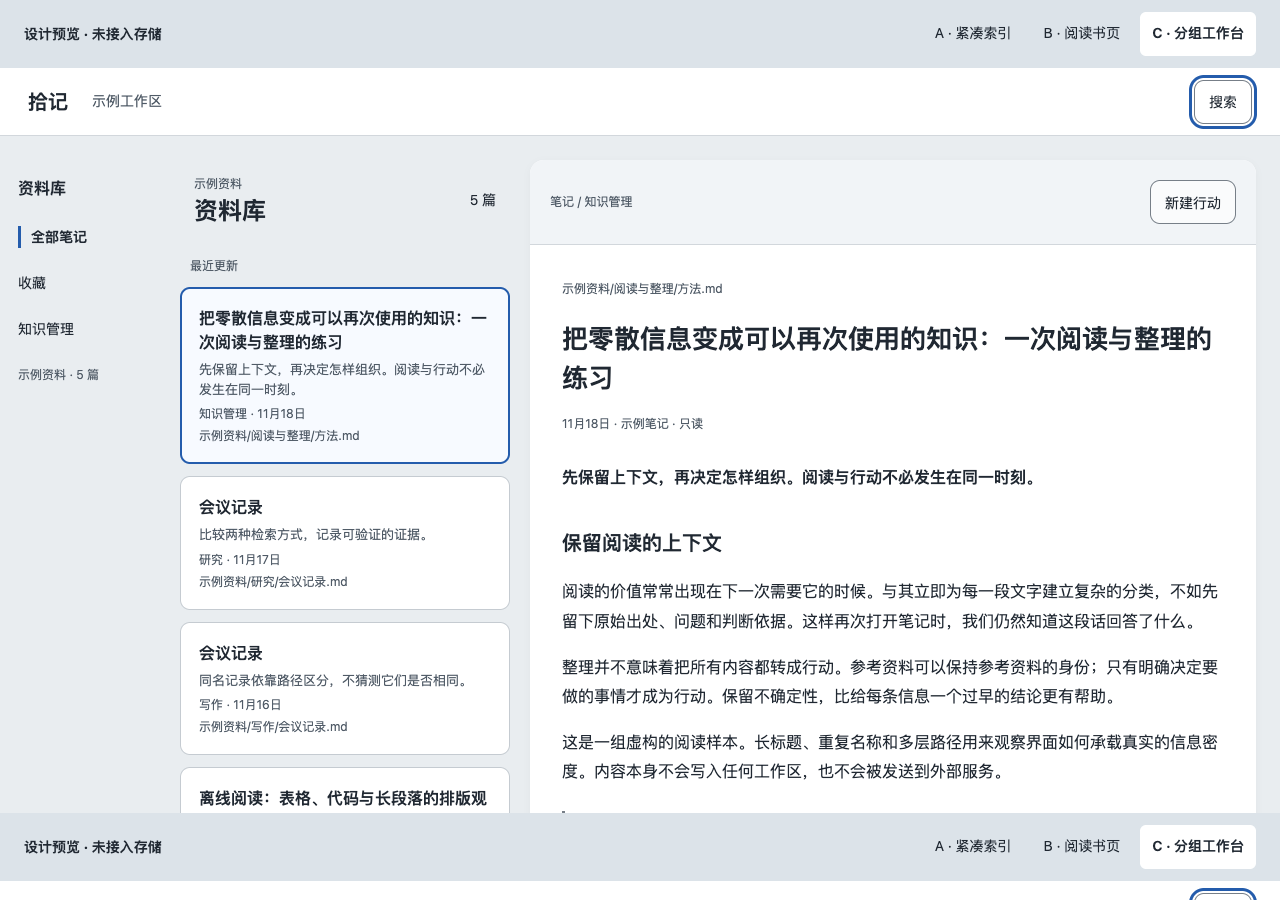 设计预览 · 未接入存储
A · 紧凑索引
B · 阅读书页
C · 分组工作台
拾记
示例工作区
搜索
资料库
全部笔记
收藏
知识管理
示例资料 · 5 篇
示例资料
资料库
5 篇
最近更新
把零散信息变成可以再次使用的知识：一
次阅读与整理的练习
先保留上下文，再决定怎样组织。阅读与行动不必
发生在同一时刻。
知识管理 · 11月18日
示例资料/阅读与整理/方法.md
会议记录
比较两种检索方式，记录可验证的证据。
研究 · 11月17日
示例资料/研究/会议记录.md
会议记录
同名记录依靠路径区分，不猜测它们是否相同。
写作 · 11月16日
示例资料/写作/会议记录.md
离线阅读：表格、代码与长段落的排版观
笔记 / 知识管理
新建行动
示例资料/阅读与整理/方法.md
把零散信息变成可以再次使用的知识：一次阅读与整理的
练习
11月18日 · 示例笔记 · 只读
先保留上下文，再决定怎样组织。阅读与行动不必发生在同一时刻。
保留阅读的上下文
阅读的价值常常出现在下一次需要它的时候。与其立即为每一段文字建立复杂的分类，不如先
留下原始出处、问题和判断依据。这样再次打开笔记时，我们仍然知道这段话回答了什么。
整理并不意味着把所有内容都转成行动。参考资料可以保持参考资料的身份；只有明确决定要
做的事情才成为行动。保留不确定性，比给每条信息一个过早的结论更有帮助。
这是一组虚构的阅读样本。长标题、重复名称和多层路径用来观察界面如何承载真实的信息密
度。内容本身不会写入任何工作区，也不会被发送到外部服务。
设计预览 · 未接入存储
A · 紧凑索引
B · 阅读书页
C · 分组工作台